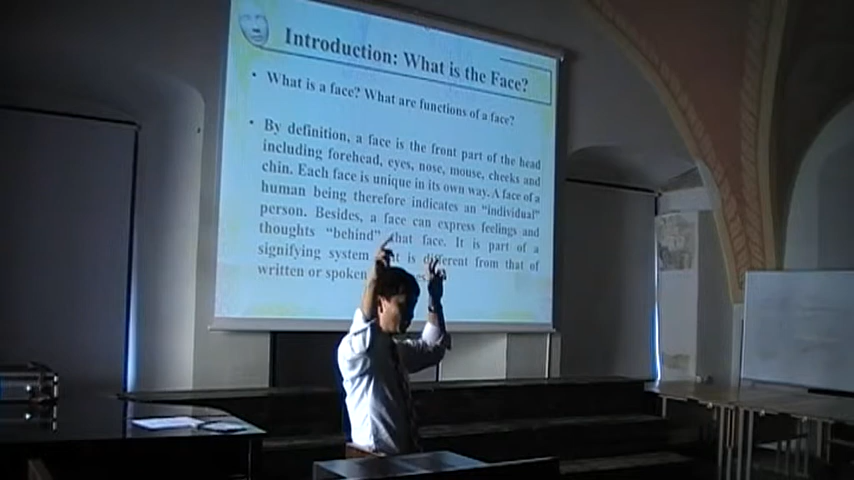 Introduction: What is the Face?
• What is a face? What are functions of a face?
• By definition, a face is the front part of the head
including forehead, eyes, nose, mouse, cheeks and
chin. Each face is unique in its own way. A face of a
human being therefore indicates an “individual”
person. Besides, a face can express feelings and
thoughts “behind” that face. It is part of a
signifying system is different from that of
written or spoken